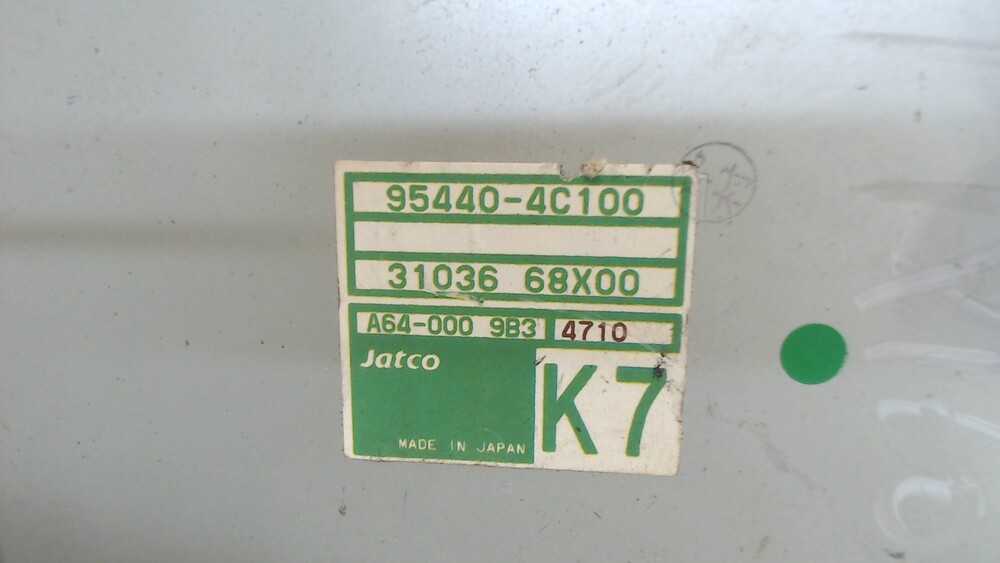 95440-4C100
31036 68X00
A64-000 9B3 4710
Jatco
K7
MADE IN JAPAN